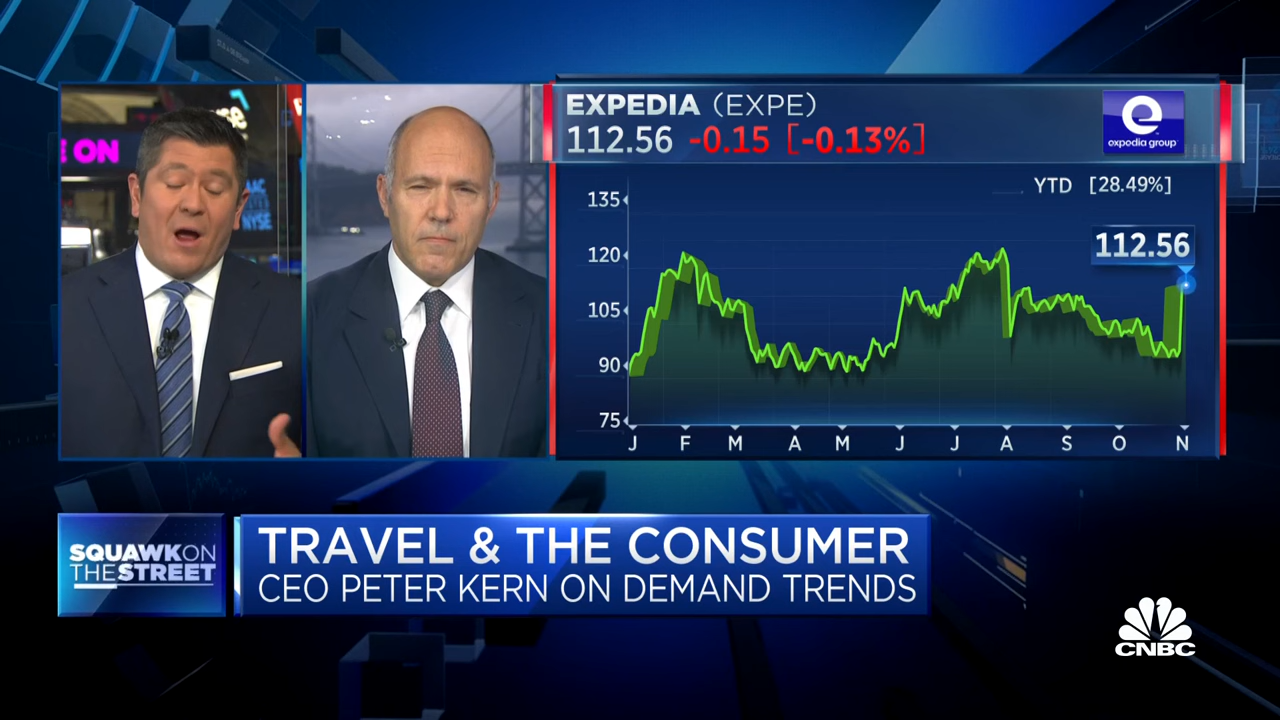 E ON
NYSE
EXPEDIA (EXPE)
112.56 -0.15 [-0.13%]
e
expedia group
YTD [28.49%]
135
120
105
90
75
112.56
J F M A M J J A S O N
SQUAWK ON
THE STREET
TRAVEL & THE CONSUMER
CEO PETER KERN ON DEMAND TRENDS
CNBC